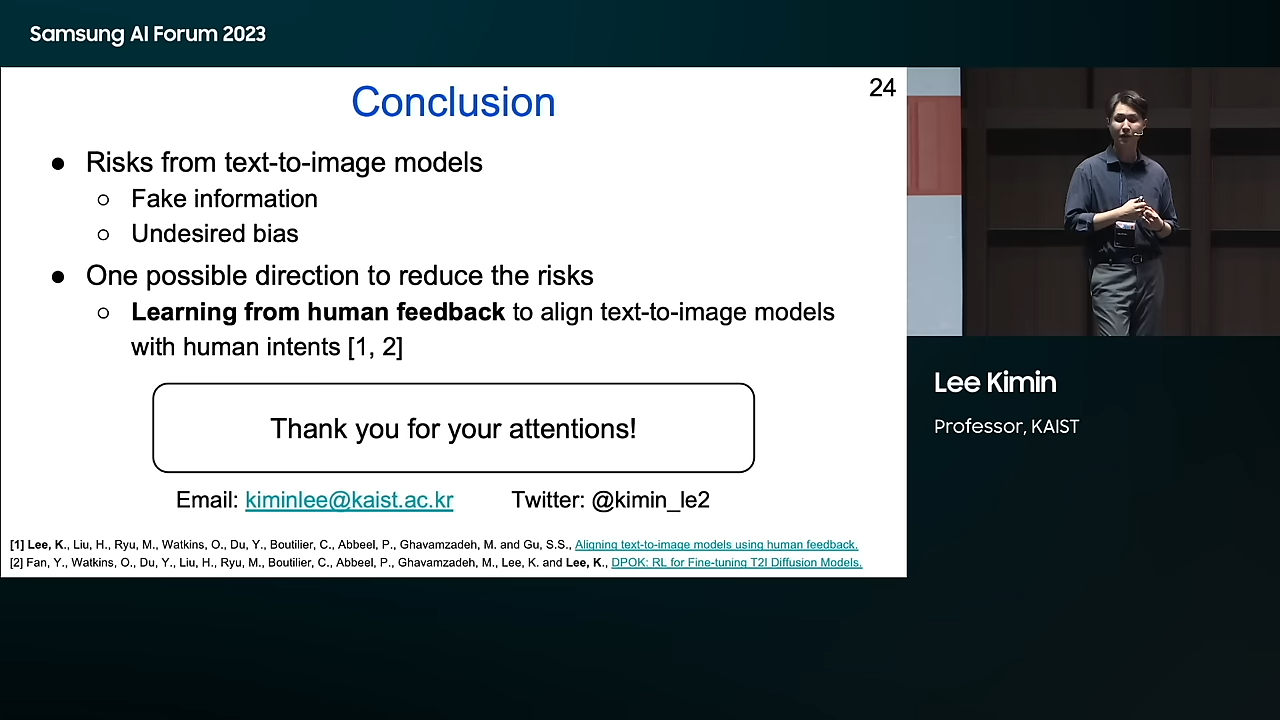 Samsung AI Forum 2023
24
Conclusion
● Risks from text-to-image models
○ Fake information
○ Undesired bias
● One possible direction to reduce the risks
○ Learning from human feedback to align text-to-image models
with human intents [1, 2]
Thank you for your attentions!
Email: kiminlee@kaist.ac.kr Twitter: @kimin_le2
[1] Lee, K., Liu, H., Ryu, M., Watkins, O., Du, Y., Boutilier, C., Abbeel, P., Ghavamzadeh, M. and Gu, S.S., Aligning text-to-image models using human feedback.
[2] Fan, Y., Watkins, O., Du, Y., Liu, H., Ryu, M., Boutilier, C., Abbeel, P., Ghavamzadeh, M., Lee, K. and Lee, K., DPOK: RL for Fine-tuning T2I Diffusion Models.
Lee Kimin
Professor, KAIST